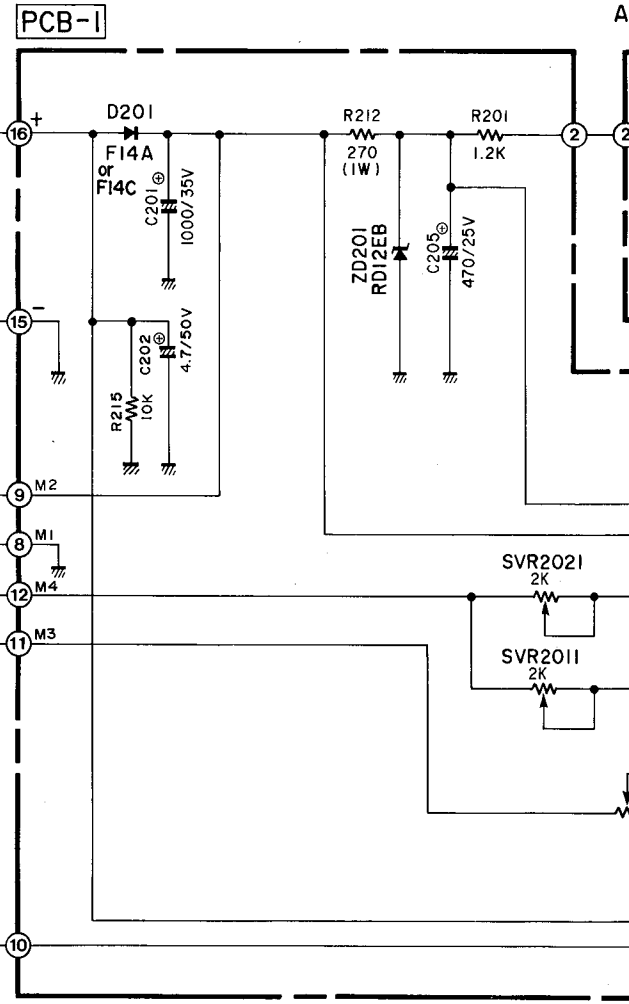 PCB-1
A
16
+
D201
F14A
or
F14C
C201
⊕
1000/35V
R212
270
(1W)
R201
1.2K
2
2
ZD201
RD12EB
C205
⊕
470/25V
15
-
C202
⊕
4.7/50V
R215
10K
9
M2
8
M1
12
M4
11
M3
SVR2021
2K
SVR2011
2K
10